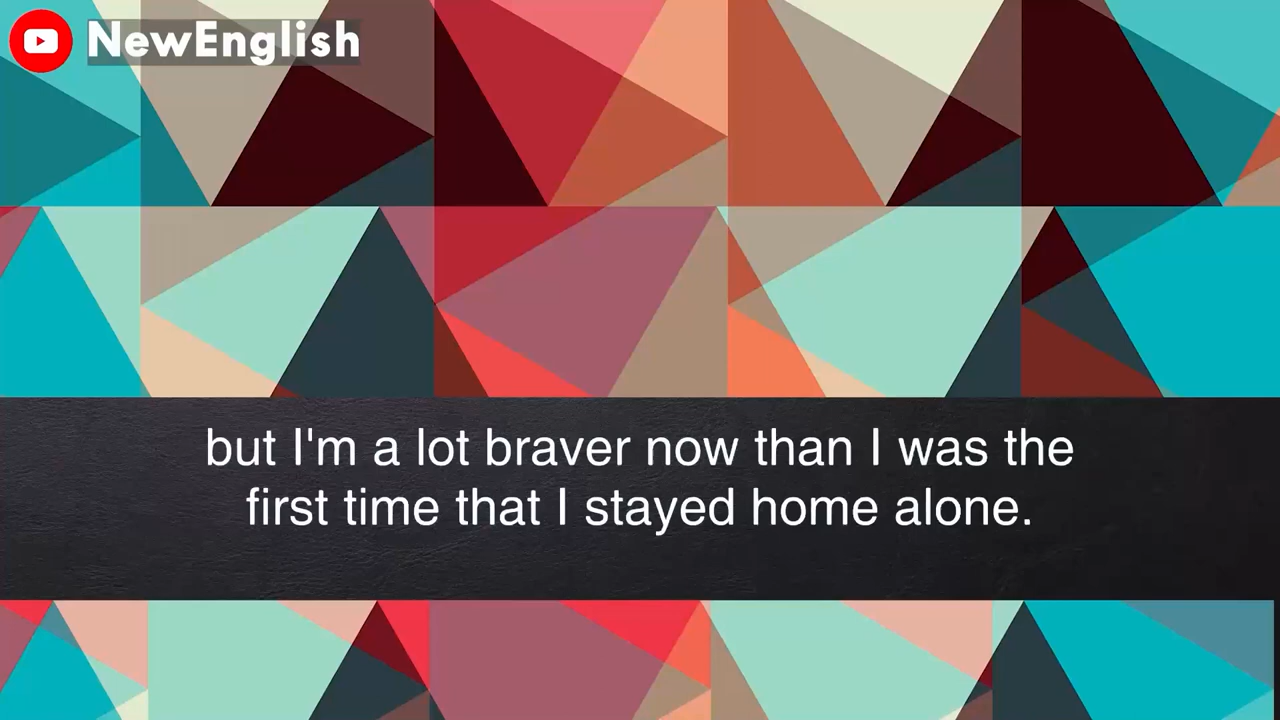 NewEnglish
but I'm a lot braver now than I was the
first time that I stayed home alone.